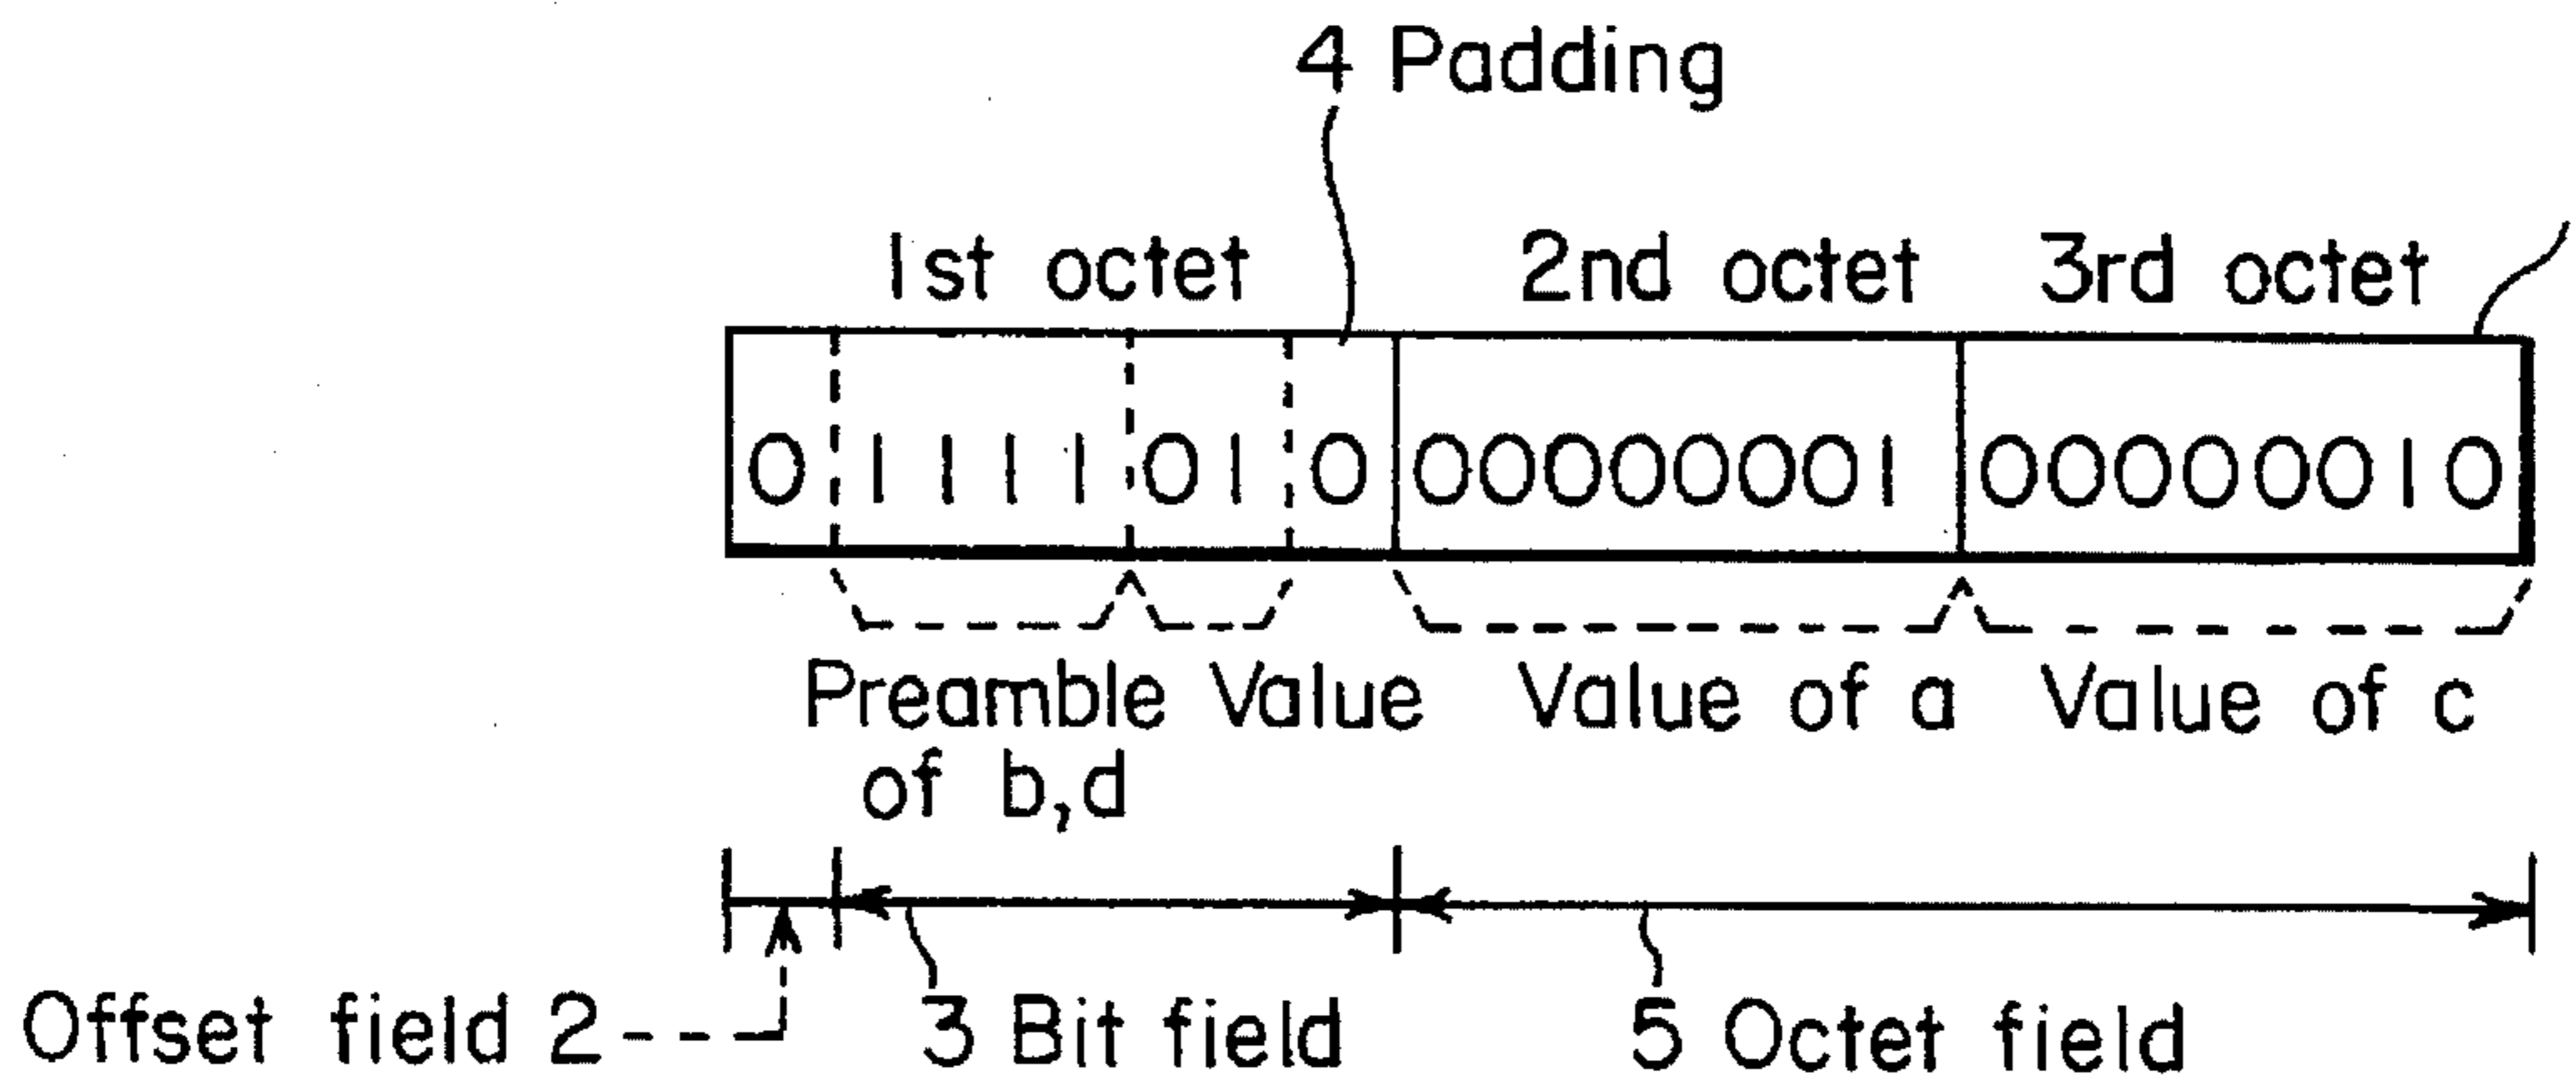 4 Padding
1st octet 2nd octet 3rd octet
0 1111 01 0 00000001 00000010
Preamble Value Value of a Value of c
of b,d
Offset field 2 3 Bit field 5 Octet field